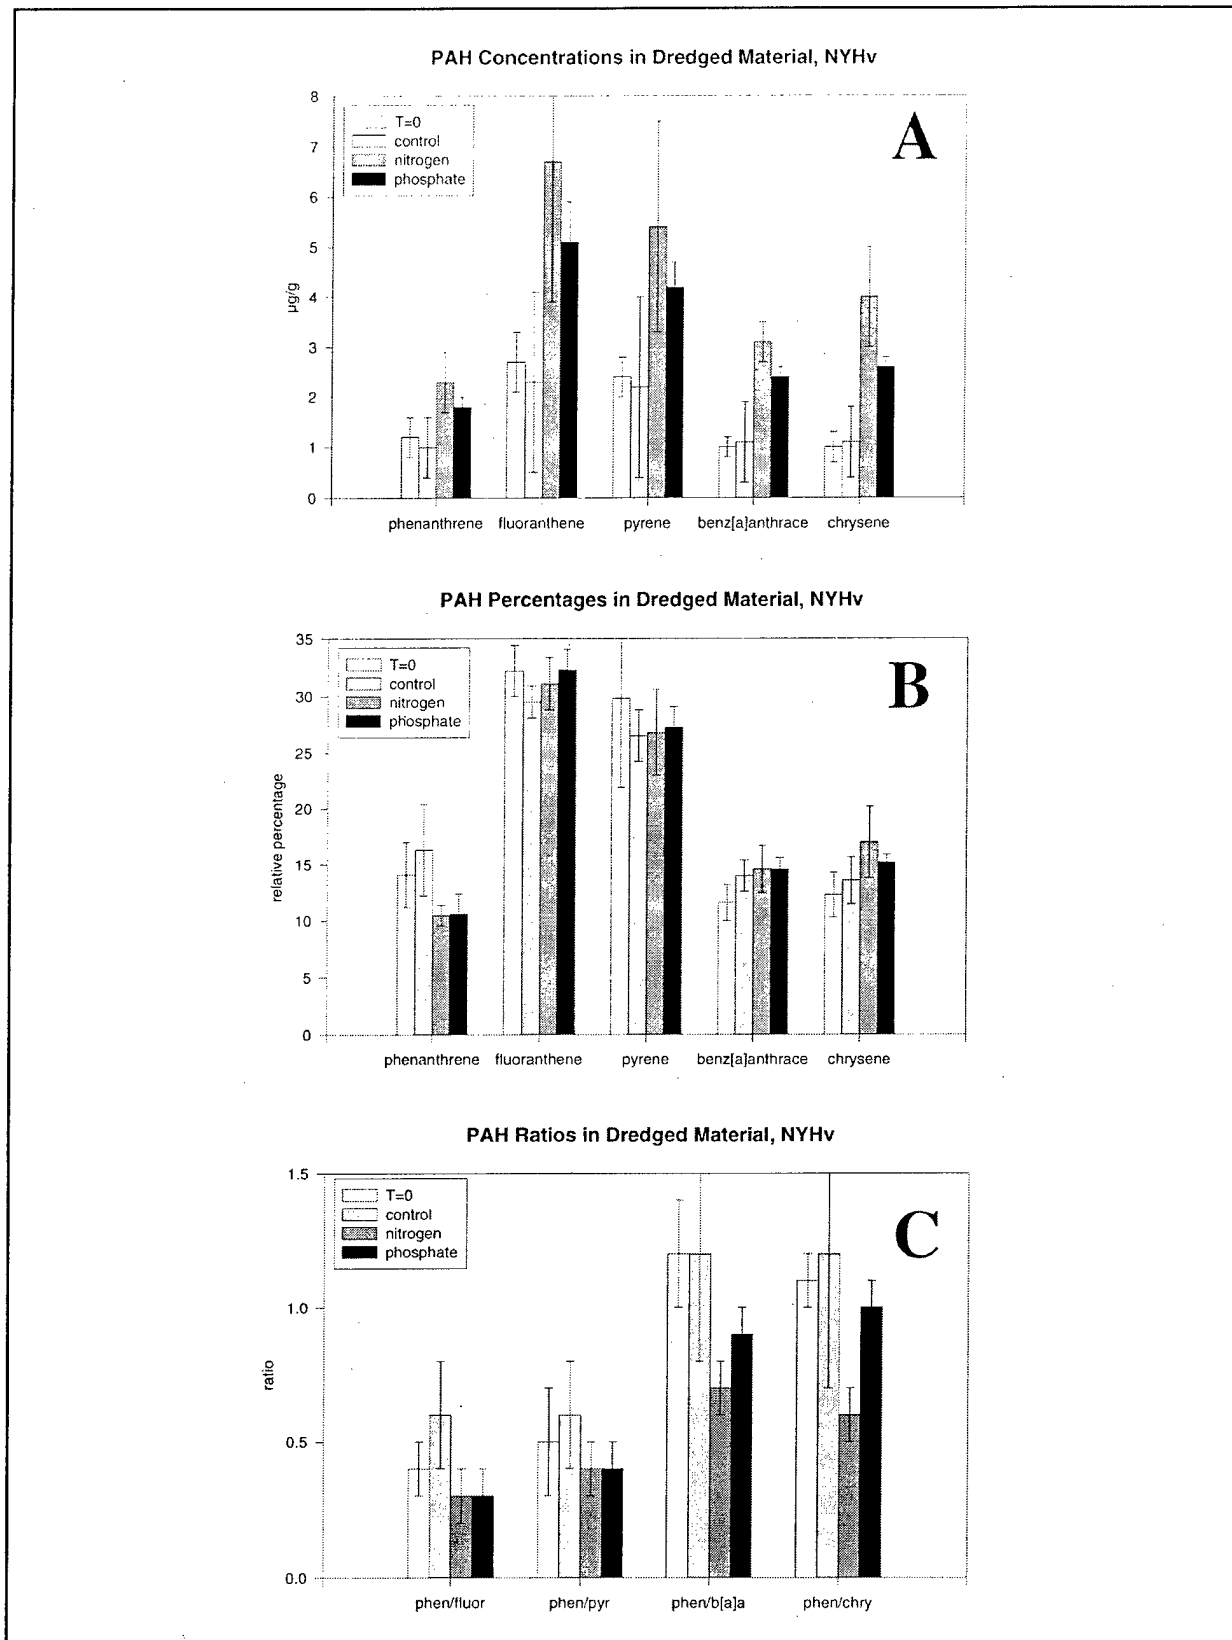 PAH Concentrations in Dredged Material, NYHv
A
T=0
control
nitrogen
phosphate
8
7
6
5
4
3
2
1
0
µg/g
phenanthrene fluoranthene pyrene benz[a]anthrace chrysene
PAH Percentages in Dredged Material, NYHv
B
T=0
control
nitrogen
phosphate
35
30
25
20
15
10
5
0
relative percentage
phenanthrene fluoranthene pyrene benz[a]anthrace chrysene
PAH Ratios in Dredged Material, NYHv
C
T=0
control
nitrogen
phosphate
1.5
1.0
0.5
0.0
ratio
phen/fluor phen/pyr phen/b[a]a phen/chry